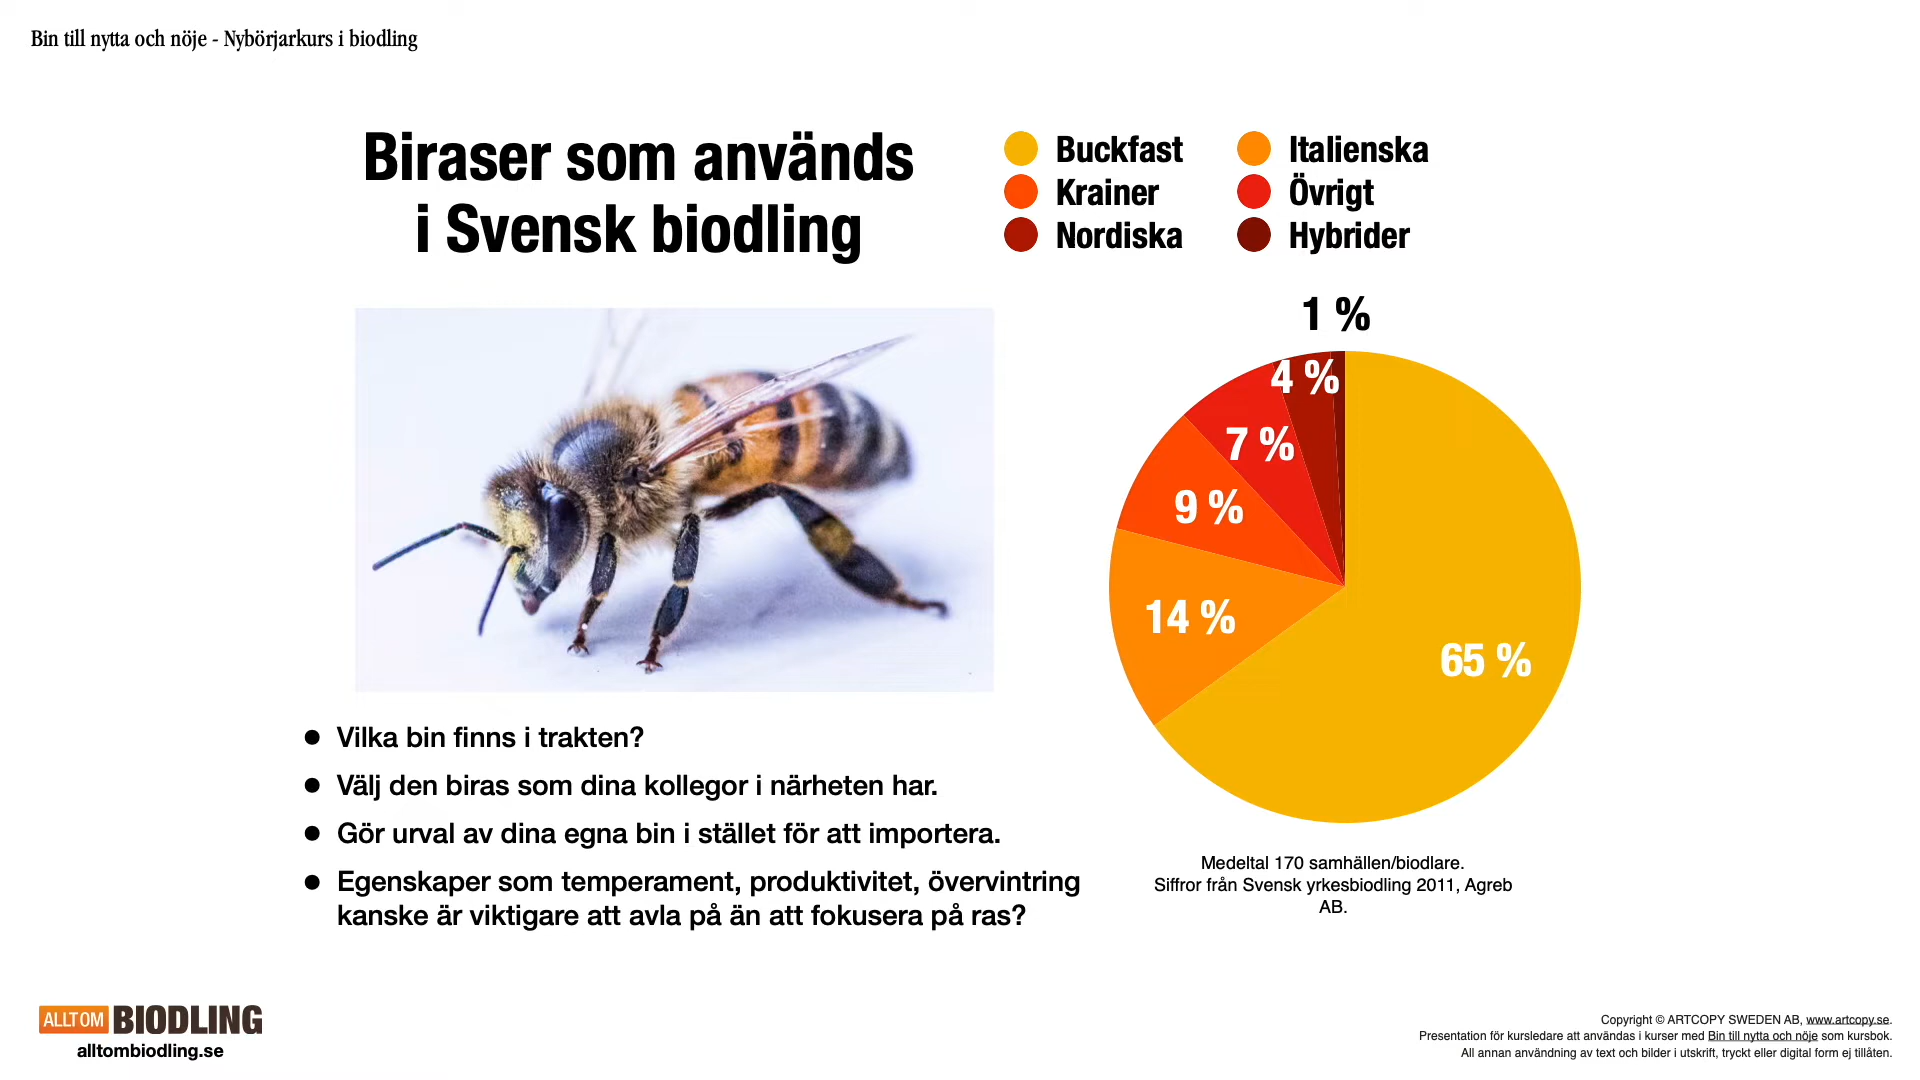 Bin till nytta och nöje - Nybörjarkurs i biodling
Biraser som används
i Svensk biodling
Buckfast
Italienska
Krainer
Övrigt
Nordiska
Hybrider
1 %
4 %
7 %
9 %
14 %
65 %
Vilka bin finns i trakten?
Välj den biras som dina kollegor i närheten har.
Gör urval av dina egna bin i stället för att importera.
Egenskaper som temperament, produktivitet, övervintring
kanske är viktigare att avla på än att fokusera på ras?
Medeltal 170 samhällen/biodlare.
Siffror från Svensk yrkesbiodling 2011, Agreb
AB.
ALLTOM BIODLING
alltombiodling.se
Copyright © ARTCOPY SWEDEN AB, www.artcopy.se.
Presentation för kursledare att användas i kurser med Bin till nytta och nöje som kursbok.
All annan användning av text och bilder i utskrift, tryckt eller digital form ej tillåten.